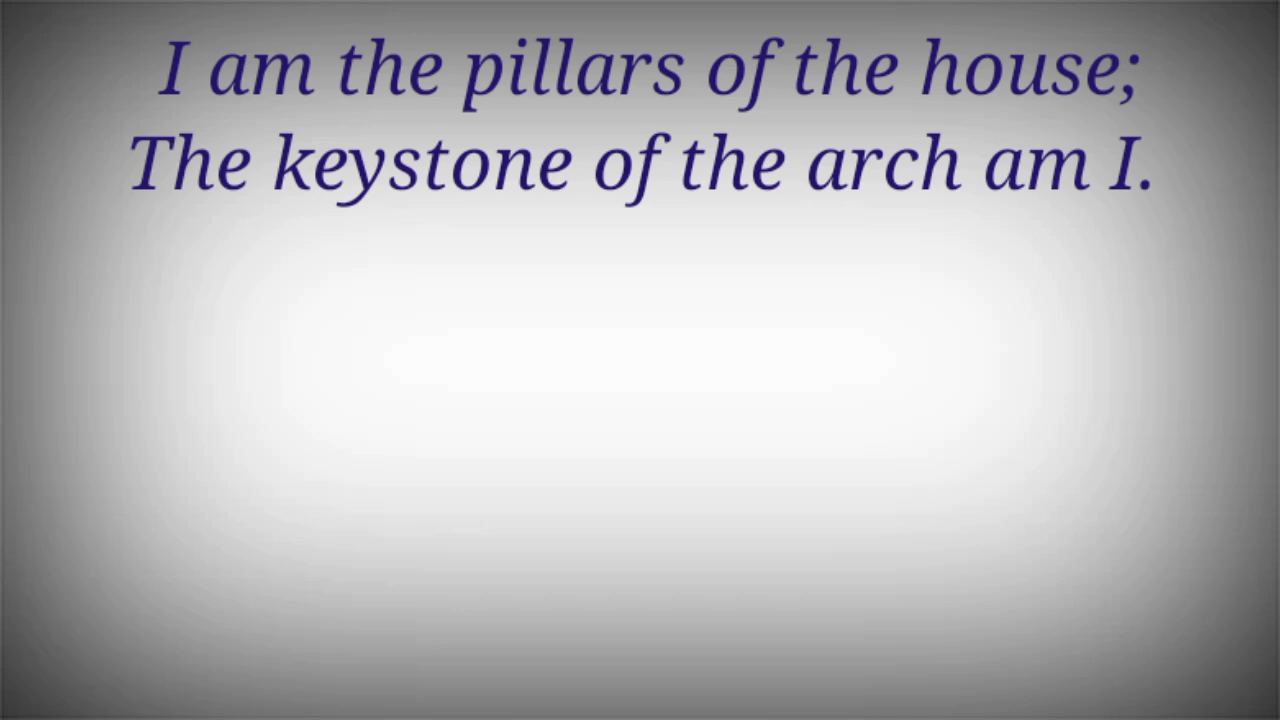 I am the pillars of the house;
The keystone of the arch am I.